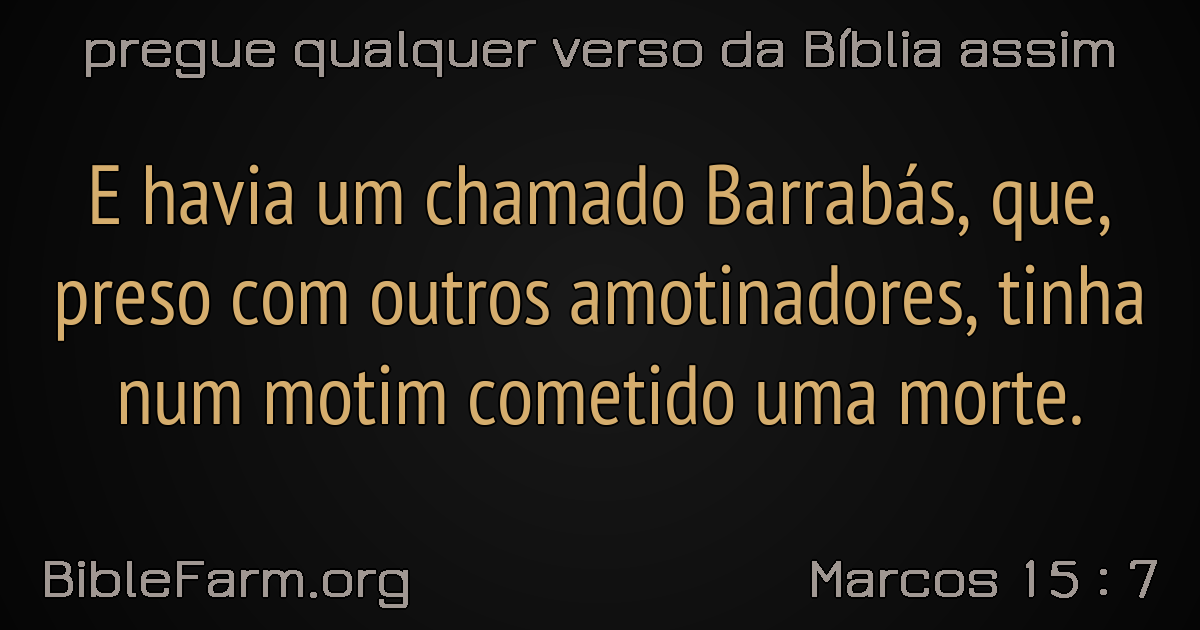 pregue qualquer verso da Bíblia assim
E havia um chamado Barrabás, que,
preso com outros amotinadores, tinha
num motim cometido uma morte.
BibleFarm.org
Marcos 15 : 7